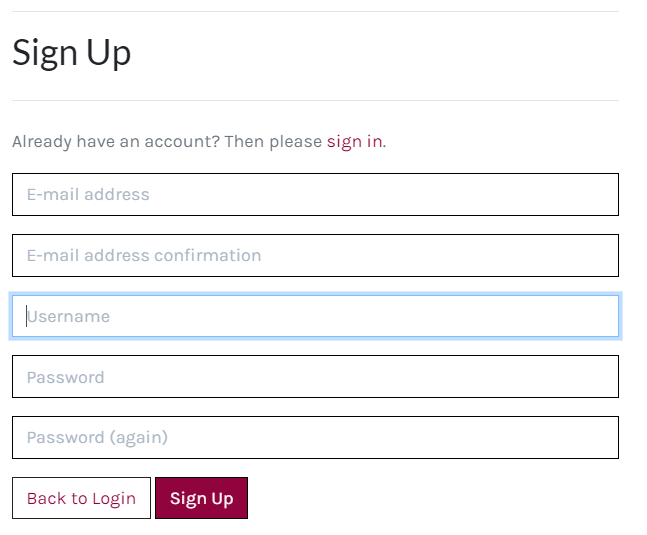 Sign Up
Already have an account? Then please sign in.
E-mail address
E-mail address confirmation
Username
Password
Password (again)
Back to Login Sign Up